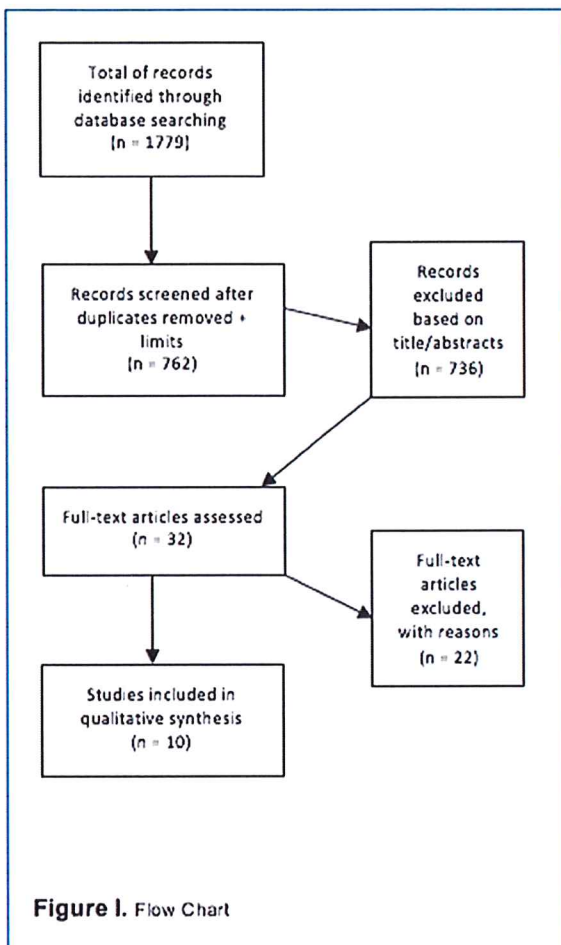 Total of records
identified through
database searching
(n = 1779)
Records screened after
duplicates removed +
limits
(n = 762)
Records
excluded
based on
title/abstracts
(n = 736)
Full-text articles assessed
(n = 32)
Full-text
articles
excluded,
with reasons
(n = 22)
Studies included in
qualitative synthesis
(n = 10)
Figure I. Flow Chart